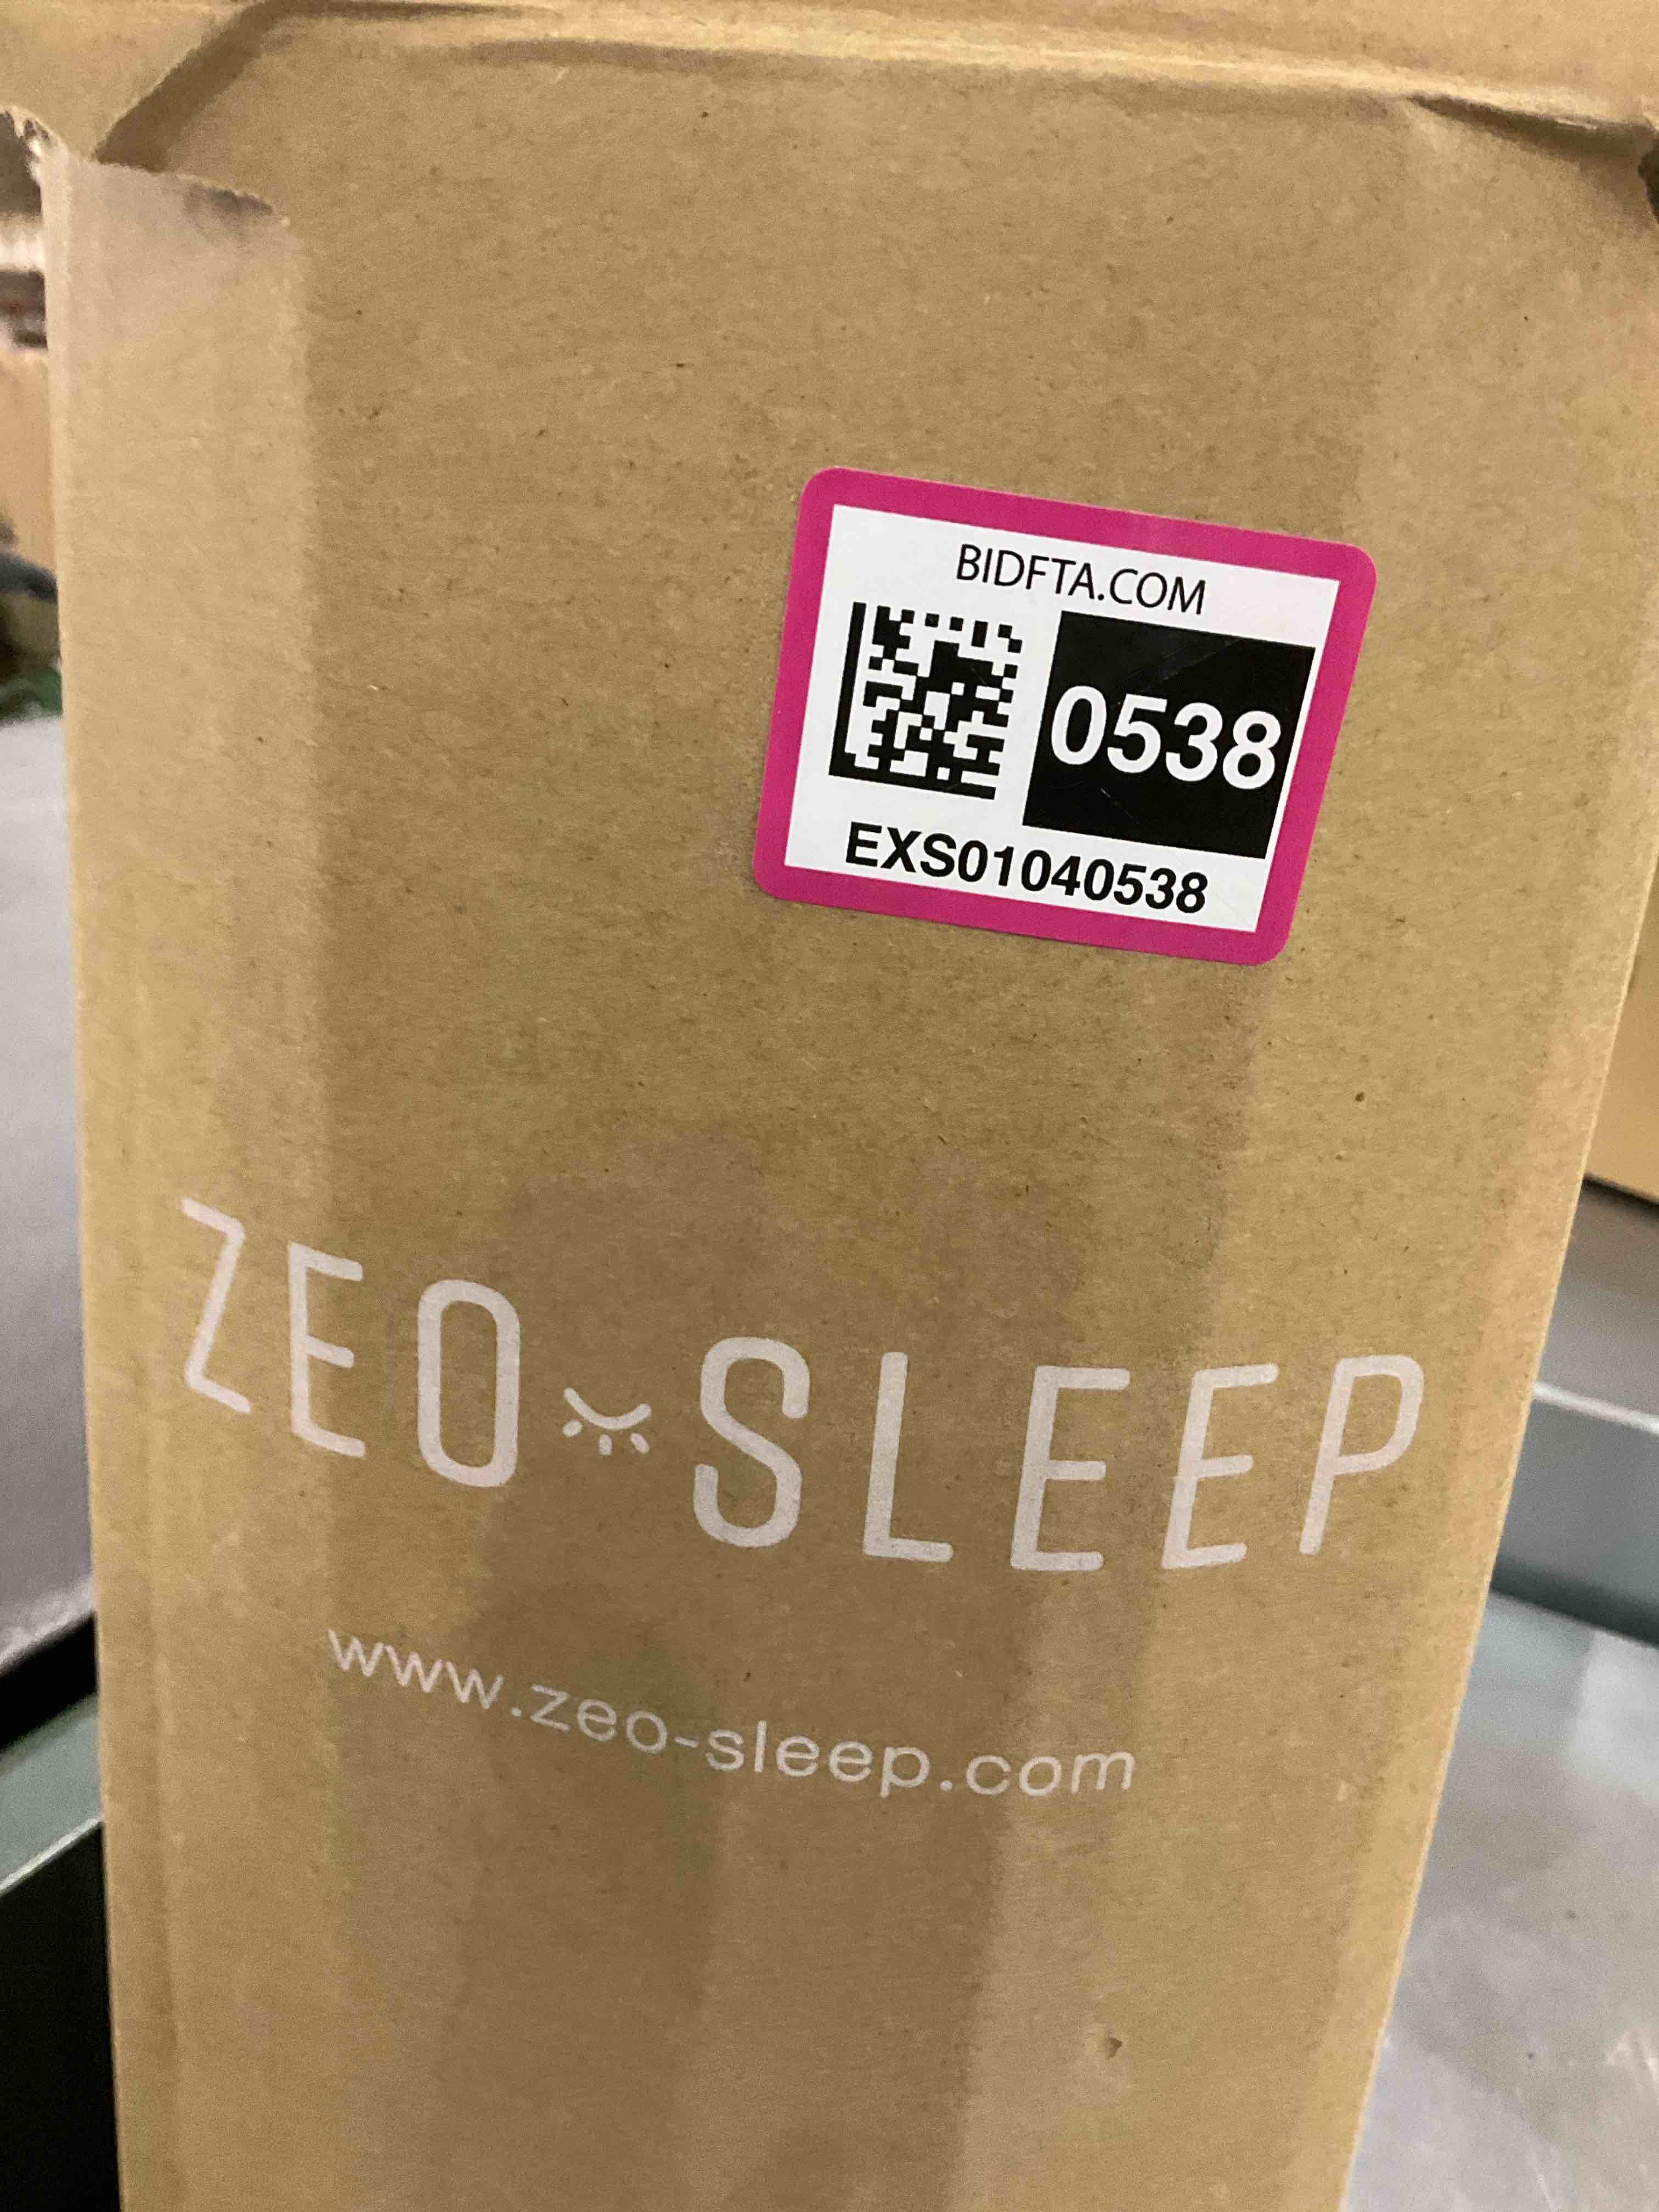 BIDFTA.COM
0538
EXS01040538
ZEO SLEEP
www.zeo-sleep.com